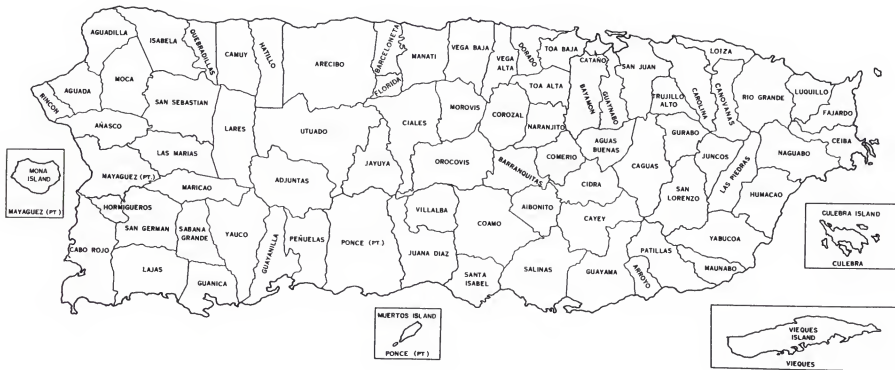 AGUADILLA
ISABELA
QUEBRADILLAS
CAMUY
HATILLO
ARECIBO
BARCELONETA
MANATI
VEGA BAJA
VEGA
ALTA
DORADO
TOA BAJA
CATAÑO
SAN JUAN
LOIZA
MOCA
AGUADA
RINCON
SAN SEBASTIAN
FLORIDA
TOA ALTA
BAYAMON
GUAYNABO
TRUJILLO
ALTO
CAROLINA
CANOVANAS
RIO GRANDE
LUQUILLO
FAJARDO
AÑASCO
LARES
UTUADO
CIALES
MOROVIS
COROZAL
NARANJITO
AGUAS
BUENAS
GURABO
CEIBA
LAS MARIAS
JAYUYA
OROCOVIS
BARRANQUITAS
COMERIO
CAGUAS
JUNCOS
LAS PIEDRAS
NAGUABO
MONA
ISLAND
MAYAGUEZ (PT)
MAYAGUEZ (PT.)
MARICAO
ADJUNTAS
CIDRA
SAN
LORENZO
HUMACAO
HORMIGUEROS
SAN GERMAN
SABANA
GRANDE
YAUCO
GUAYANILLA
PEÑUELAS
PONCE (PT)
VILLALBA
COAMO
AIBONITO
CAYEY
CABO ROJO
LAJAS
GUANICA
JUANA DIAZ
SANTA
ISABEL
SALINAS
GUAYAMA
ARROYO
PATILLAS
YABUCOA
MAUNABO
CULEBRA ISLAND
CULEBRA
MUERTOS ISLAND
PONCE (PT)
VIEQUES
ISLAND
VIEQUES